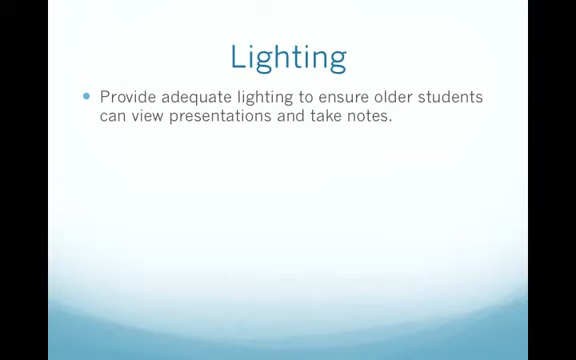 Lighting
Provide adequate lighting to ensure older students
can view presentations and take notes.